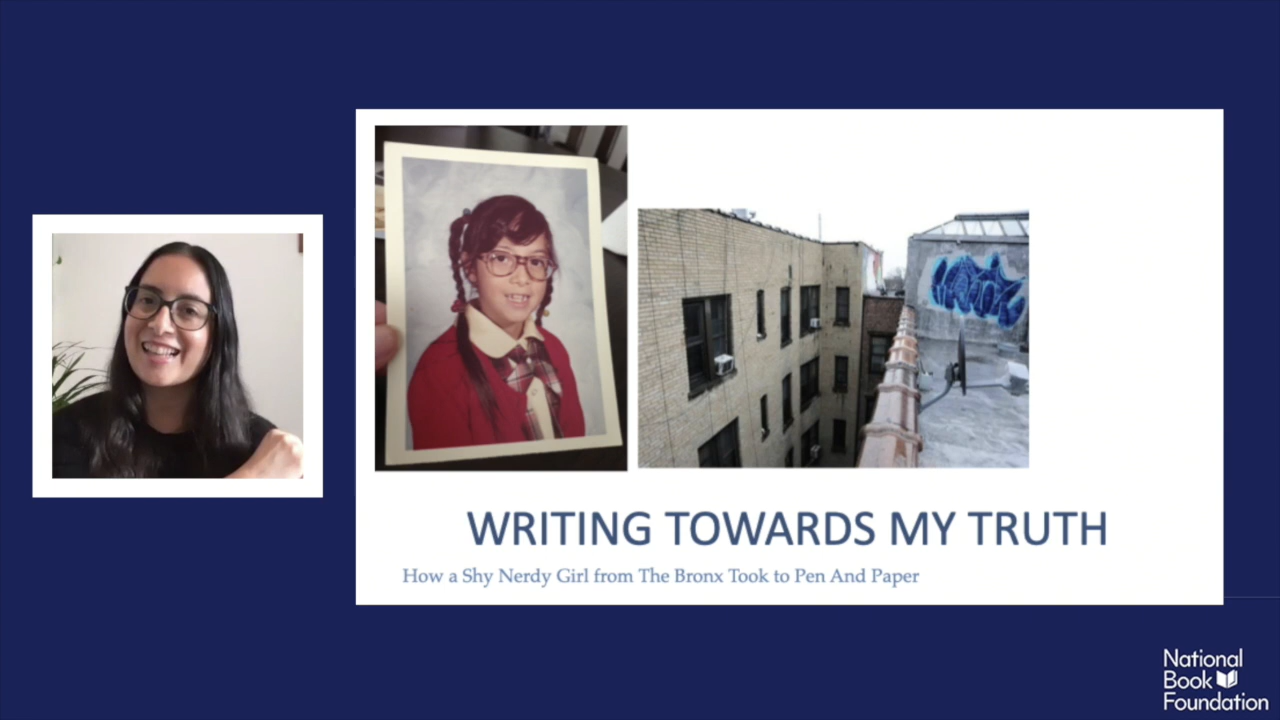 WRITING TOWARDS MY TRUTH
How a Shy Nerdy Girl from The Bronx Took to Pen And Paper
National
Book
Foundation